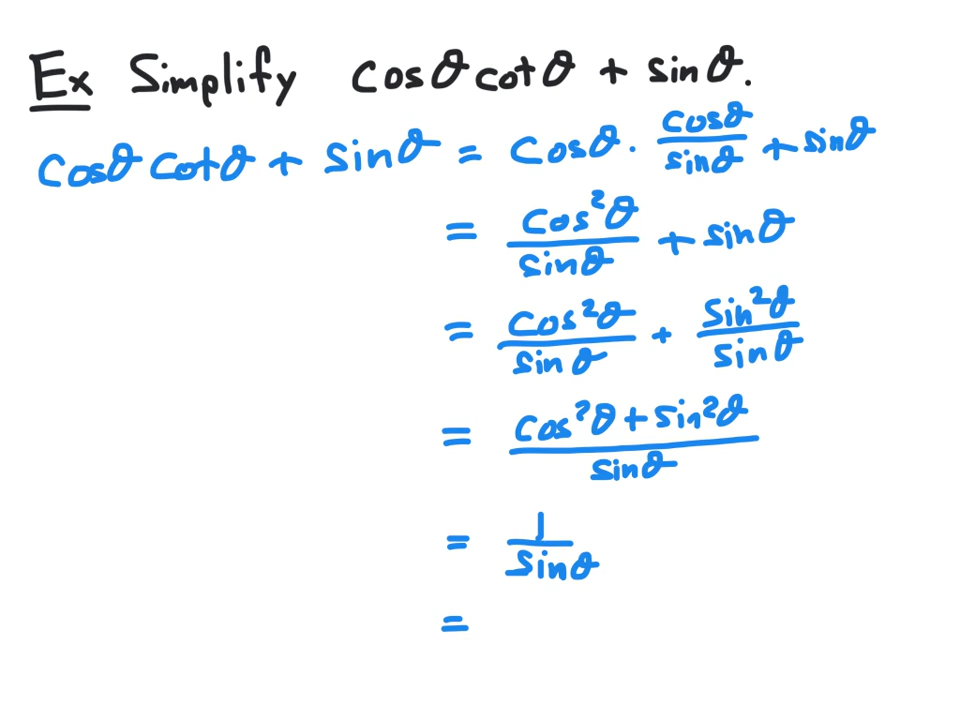 Ex Simplify cosθ cotθ + sinθ.
cosθ cotθ + sinθ = cosθ · cosθ/sinθ + sinθ
= cos²θ/sinθ + sinθ
= cos²θ/sinθ + sin²θ/sinθ
= (cos²θ + sin²θ)/sinθ
= 1/sinθ
=